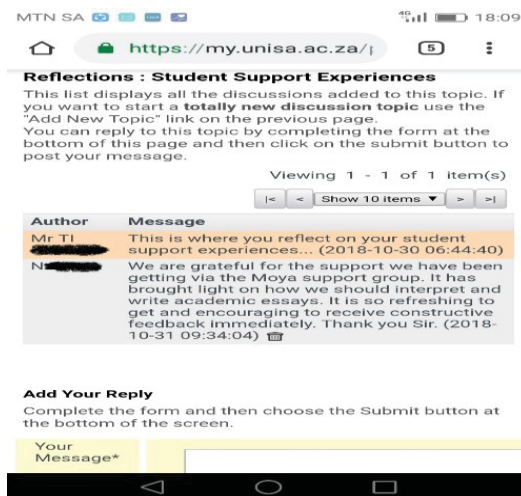 MTN SA 4G 18:09
https://my.unisa.ac.za/ 5
Reflections : Student Support Experiences
This list displays all the discussions added to this topic. If
you want to start a totally new discussion topic use the
"Add New Topic" link on the previous page.
You can reply to this topic by completing the form at the
bottom of this page and then click on the submit button to
post your message.
Viewing 1 - 1 of 1 item(s)
|< < Show 10 items ▼ > >|
Author Message
Mr TI This is where you reflect on your student
support experiences... (2018-10-30 06:44:40)
We are grateful for the support we have been
getting via the Moya support group. It has
brought light on how we should interpret and
write academic essays. It is so refreshing to
get and encouraging to receive constructive
feedback immediately. Thank you Sir. (2018-
10-31 09:34:04)
Add Your Reply
Complete the form and then choose the Submit button at
the bottom of the screen.
Your
Message*